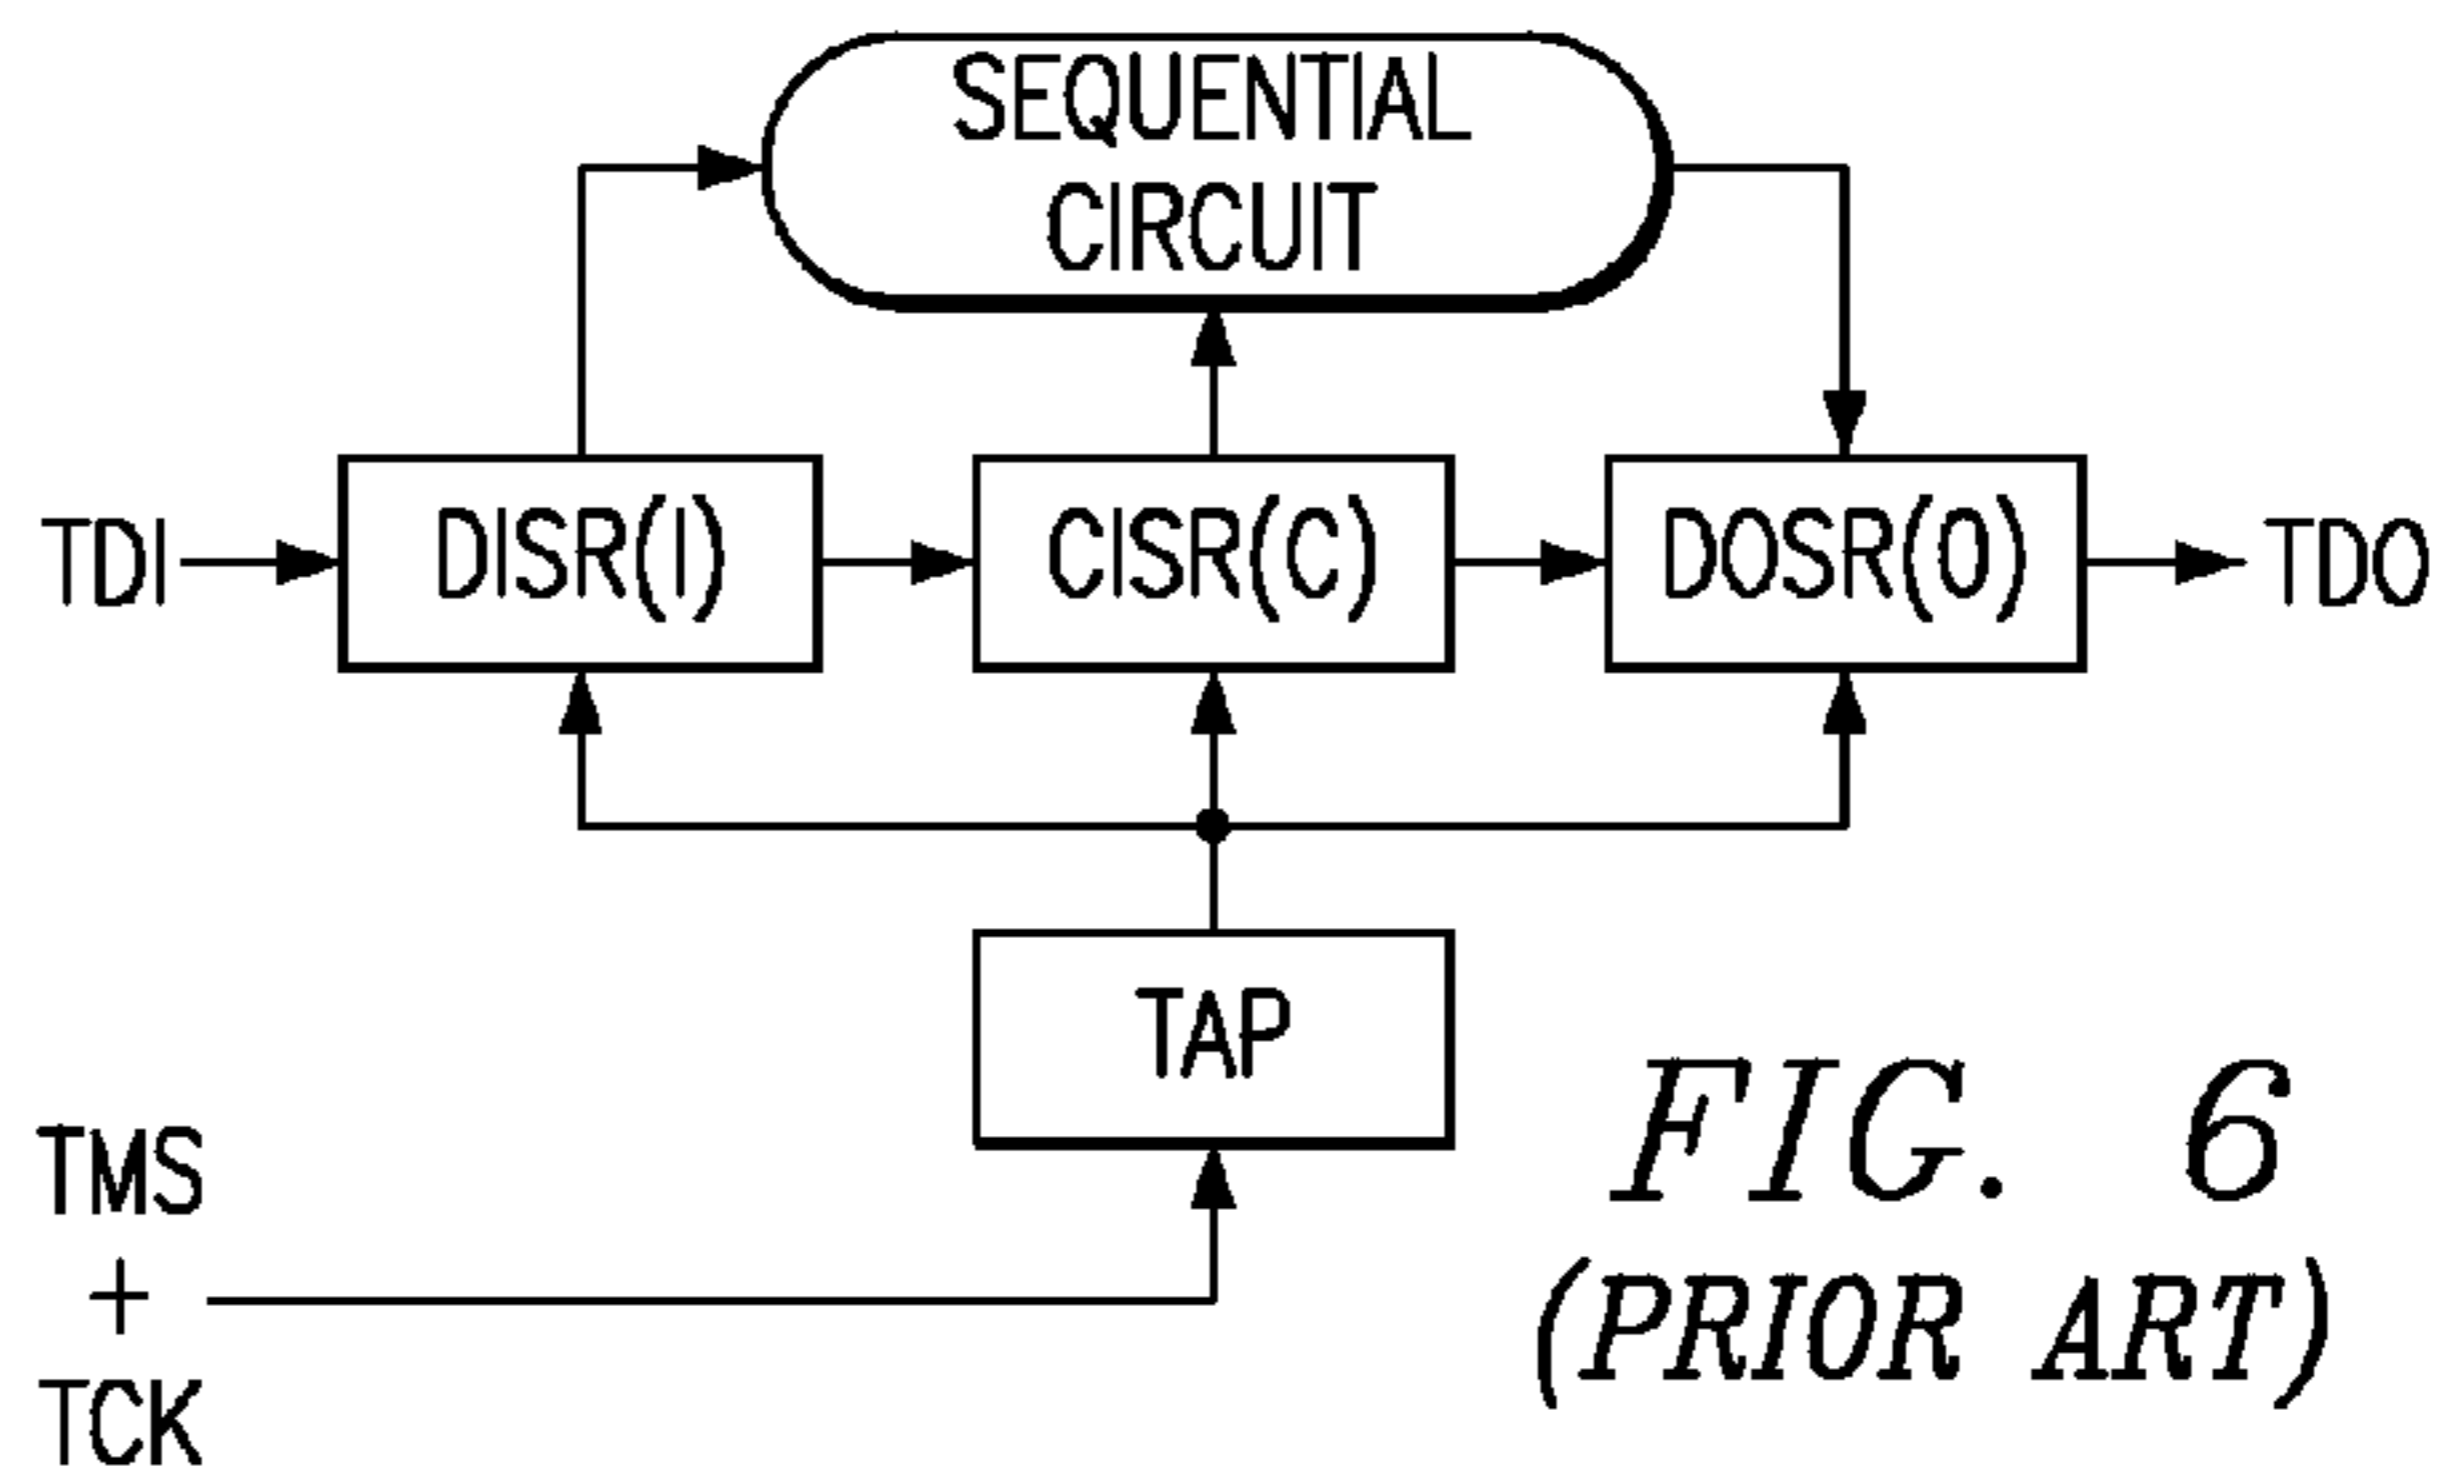 SEQUENTIAL
CIRCUIT
TDI
DISR(I)
CISR(C)
DOSR(O)
TDO
TAP
TMS
+
TCK
FIG. 6
(PRIOR ART)